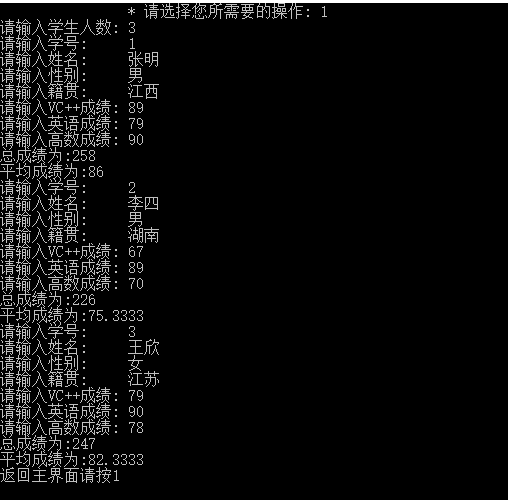 * 请选择您所需要的操作: 1
请输入学生人数: 3
请输入学号: 1
请输入姓名: 张明
请输入性别: 男
请输入籍贯: 江西
请输入VC++成绩: 89
请输入英语成绩: 79
请输入高数成绩: 90
总成绩为:258
平均成绩为:86
请输入学号: 2
请输入姓名: 李四
请输入性别: 男
请输入籍贯: 湖南
请输入VC++成绩: 67
请输入英语成绩: 89
请输入高数成绩: 70
总成绩为:226
平均成绩为:75.3333
请输入学号: 3
请输入姓名: 王欣
请输入性别: 女
请输入籍贯: 江苏
请输入VC++成绩: 79
请输入英语成绩: 90
请输入高数成绩: 78
总成绩为:247
平均成绩为:82.3333
返回王界面请按1